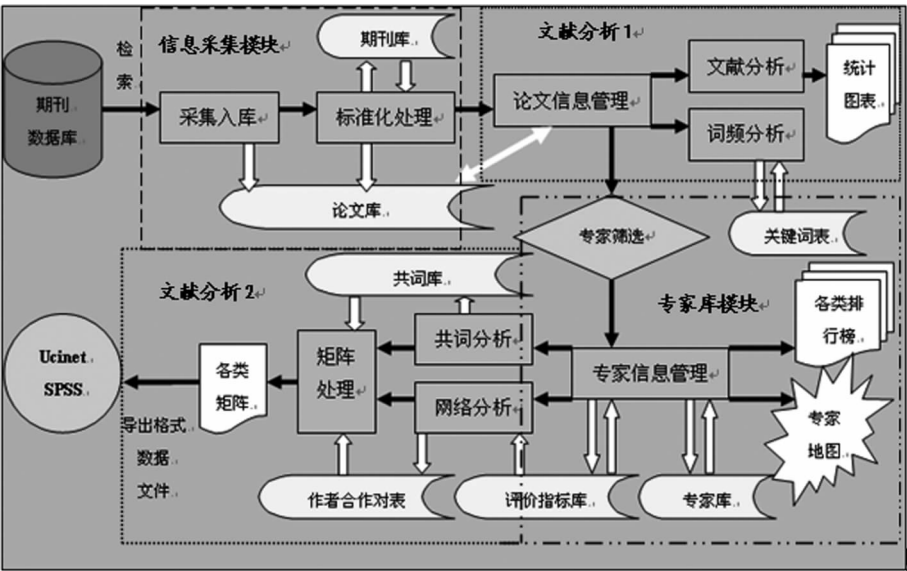 检
索
信息采集模块
期刊库
期刊
数据库
采集入库
标准化处理
论文库
文献分析1
论文信息管理
文献分析
词频分析
统计
图表
关键词表
专家筛选
专家库模块
各类排
行榜
专家信息管理
专家
地图
文献分析2
共词库
共词分析
网络分析
矩阵
处理
各类
矩阵
Ucinet
SPSS
导出格式
数据
文件
作者合作对表
评价指标库
专家库